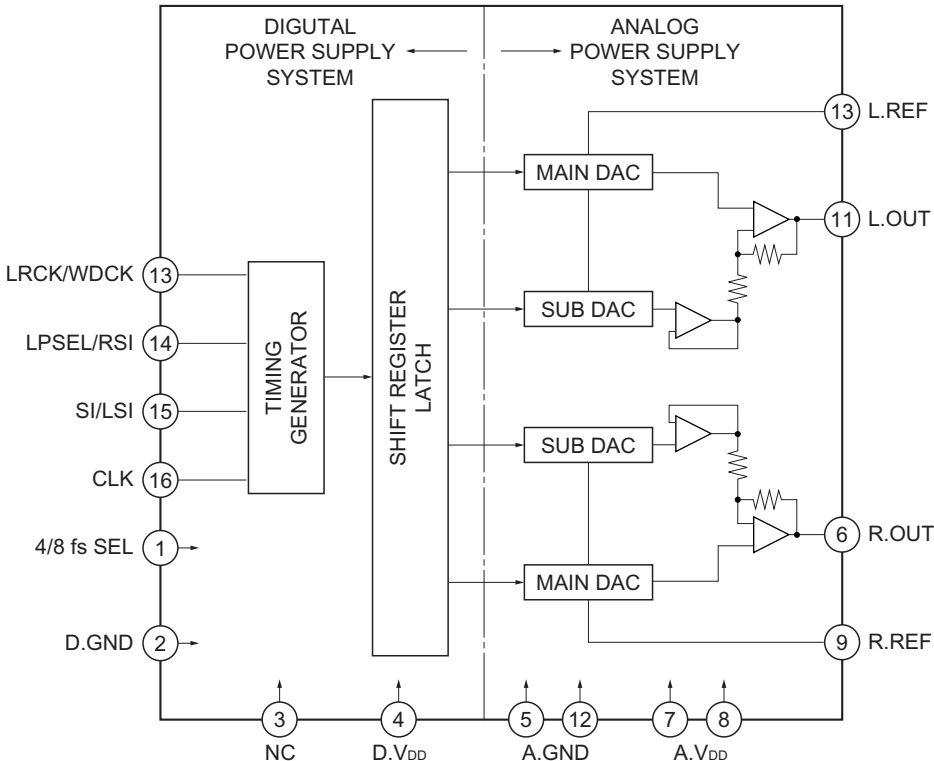 DIGUTAL
POWER SUPPLY
SYSTEM
ANALOG
POWER SUPPLY
SYSTEM
13 L.REF
MAIN DAC
11 L.OUT
LRCK/WDCK 13
SUB DAC
LPSEL/RSI 14
TIMING
GENERATOR
SHIFT REGISTER
LATCH
SI/LSI 15
SUB DAC
CLK 16
4/8 fs SEL 1
6 R.OUT
MAIN DAC
D.GND 2
9 R.REF
3
4
5
12
7
8
NC
D.VDD
A.GND
A.VDD